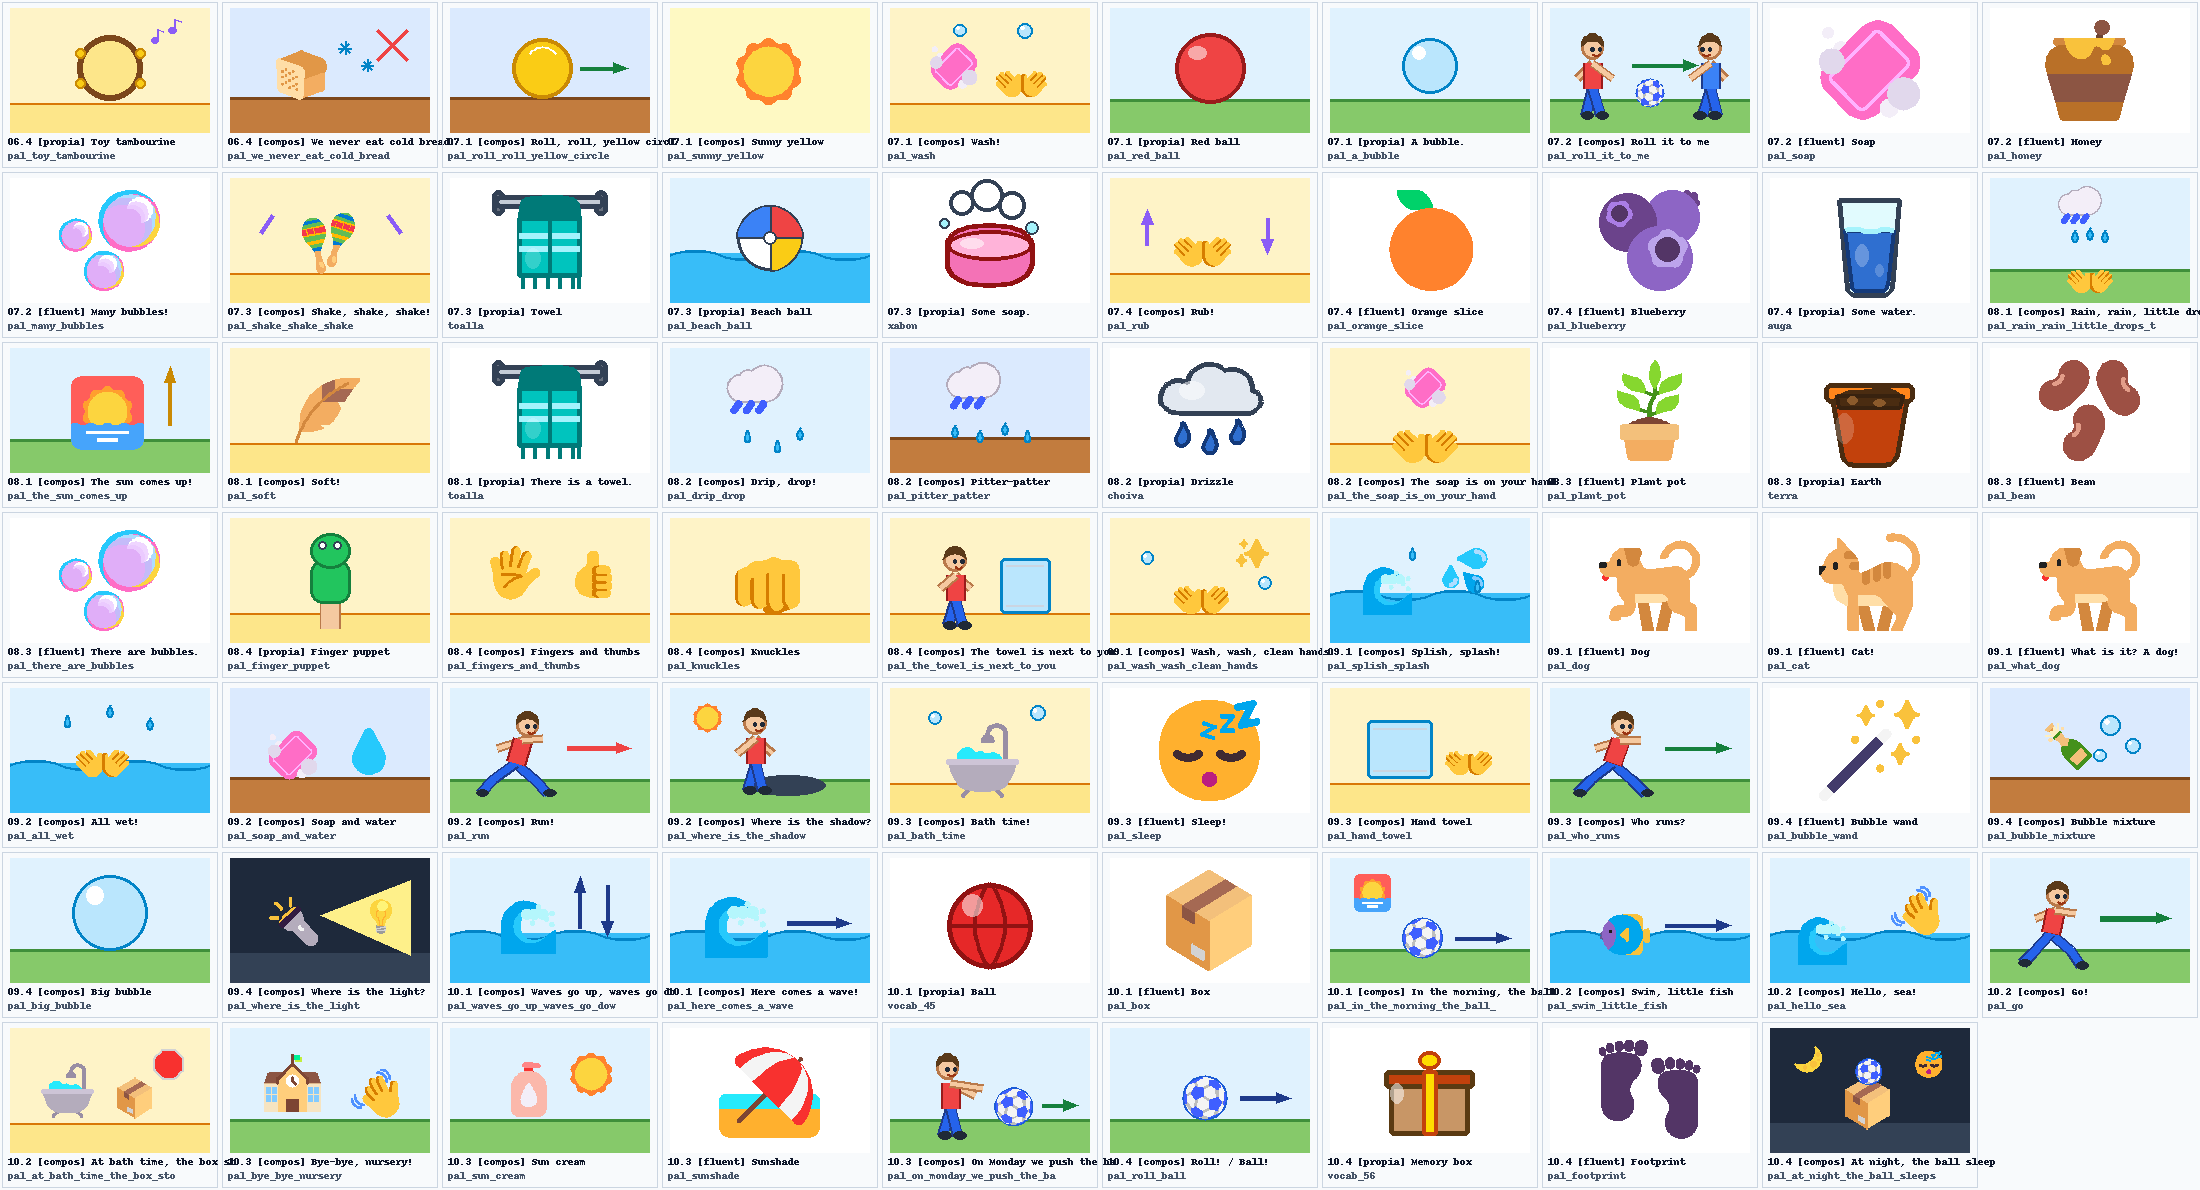 06.4 [propia] Toy tambourine
pal_toy_tambourine
06.4 [compos] We never eat cold bread
pal_we_never_eat_cold_bread
07.1 [compos] Roll, roll, yellow circl
pal_roll_roll_yellow_circle
07.1 [compos] Sunny yellow
pal_sunny_yellow
07.1 [compos] Wash!
pal_wash
07.1 [propia] Red ball
pal_red_ball
07.1 [propia] A bubble.
pal_a_bubble
07.2 [compos] Roll it to me
pal_roll_it_to_me
07.2 [fluent] Soap
pal_soap
07.2 [fluent] Honey
pal_honey
07.2 [fluent] Many bubbles!
pal_many_bubbles
07.3 [compos] Shake, shake, shake!
pal_shake_shake_shake
07.3 [propia] Towel
toalla
07.3 [propia] Beach ball
pal_beach_ball
07.3 [propia] Some soap.
xabon
07.4 [compos] Rub!
pal_rub
07.4 [fluent] Orange slice
pal_orange_slice
07.4 [fluent] Blueberry
pal_blueberry
07.4 [propia] Some water.
auga
08.1 [compos] Rain, rain, little dro
pal_rain_rain_little_drops_t
08.1 [compos] The sun comes up!
pal_the_sun_comes_up
08.1 [compos] Soft!
pal_soft
08.1 [propia] There is a towel.
toalla
08.2 [compos] Drip, drop!
pal_drip_drop
08.2 [compos] Pitter-patter
pal_pitter_patter
08.2 [propia] Drizzle
choiva
08.2 [compos] The soap is on your hand
pal_the_soap_is_on_your_hand
08.3 [fluent] Plant pot
pal_plant_pot
08.3 [propia] Earth
terra
08.3 [fluent] Bean
pal_bean
08.3 [fluent] There are bubbles.
pal_there_are_bubbles
08.4 [propia] Finger puppet
pal_finger_puppet
08.4 [compos] Fingers and thumbs
pal_fingers_and_thumbs
08.4 [compos] Knuckles
pal_knuckles
08.4 [compos] The towel is next to you
pal_the_towel_is_next_to_you
09.1 [compos] Wash, wash, clean hands
pal_wash_wash_clean_hands
09.1 [compos] Splish, splash!
pal_splish_splash
09.1 [fluent] Dog
pal_dog
09.1 [fluent] Cat!
pal_cat
09.1 [fluent] What is it? A dog!
pal_what_dog
09.2 [compos] All wet!
pal_all_wet
09.2 [compos] Soap and water
pal_soap_and_water
09.2 [compos] Run!
pal_run
09.2 [compos] Where is the shadow?
pal_where_is_the_shadow
09.3 [compos] Bath time!
pal_bath_time
09.3 [fluent] Sleep!
pal_sleep
09.3 [compos] Hand towel
pal_hand_towel
09.3 [compos] Who runs?
pal_who_runs
09.4 [fluent] Bubble wand
pal_bubble_wand
09.4 [compos] Bubble mixture
pal_bubble_mixture
09.4 [compos] Big bubble
pal_big_bubble
09.4 [compos] Where is the light?
pal_where_is_the_light
10.1 [compos] Waves go up, waves go d
pal_waves_go_up_waves_go_dow
10.1 [compos] Here comes a wave!
pal_here_comes_a_wave
10.1 [propia] Ball
vocab_45
10.1 [fluent] Box
pal_box
10.1 [compos] In the morning, the ball
pal_in_the_morning_the_ball_
10.2 [compos] Swim, little fish
pal_swim_little_fish
10.2 [compos] Hello, sea!
pal_hello_sea
10.2 [compos] Go!
pal_go
10.2 [compos] At bath time, the box st
pal_at_bath_time_the_box_sto
10.3 [compos] Bye-bye, nursery!
pal_bye_bye_nursery
10.3 [compos] Sun cream
pal_sun_cream
10.3 [fluent] Sunshade
pal_sunshade
10.3 [compos] On Monday we push the ba
pal_on_monday_we_push_the_ba
10.4 [compos] Roll! / Ball!
pal_roll_ball
10.4 [propia] Memory box
vocab_56
10.4 [fluent] Footprint
pal_footprint
10.4 [compos] At night, the ball sleep
pal_at_night_the_ball_sleeps